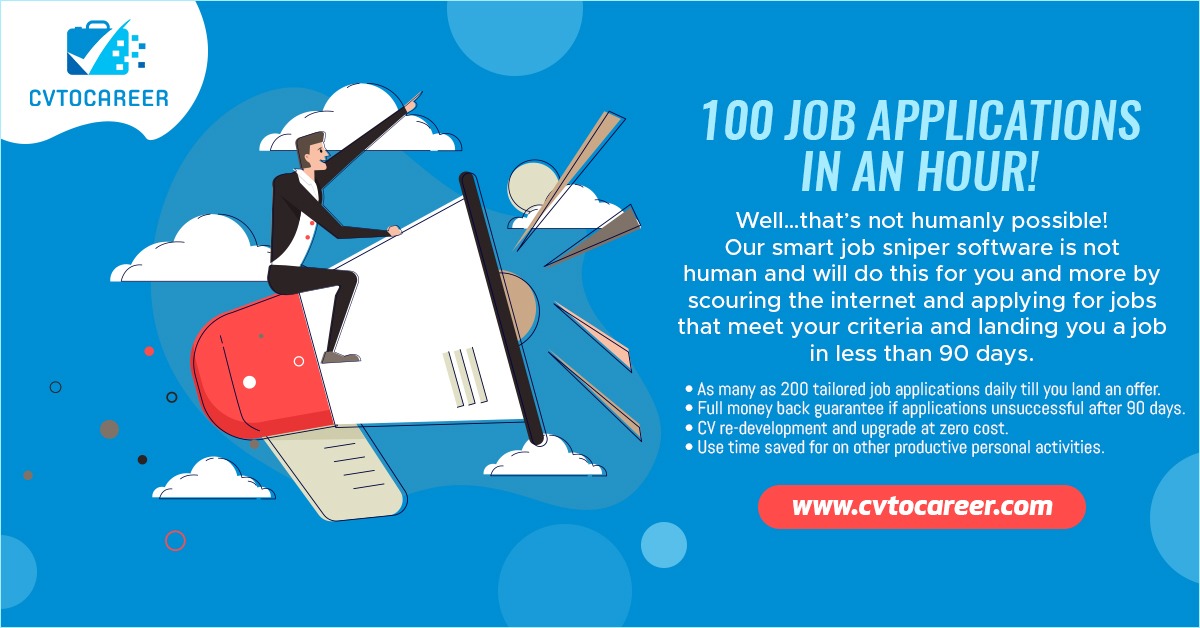 CVTOCAREER
100 JOB APPLICATIONS
IN AN HOUR!
Well...that's not humanly possible!
Our smart job sniper software is not
human and will do this for you and more by
scouring the internet and applying for jobs
that meet your criteria and landing you a job
in less than 90 days.
• As many as 200 tailored job applications daily till you land an offer.
• Full money back guarantee if applications unsuccessful after 90 days.
• CV re-development and upgrade at zero cost.
• Use time saved for on other productive personal activities.
www.cvtocareer.com